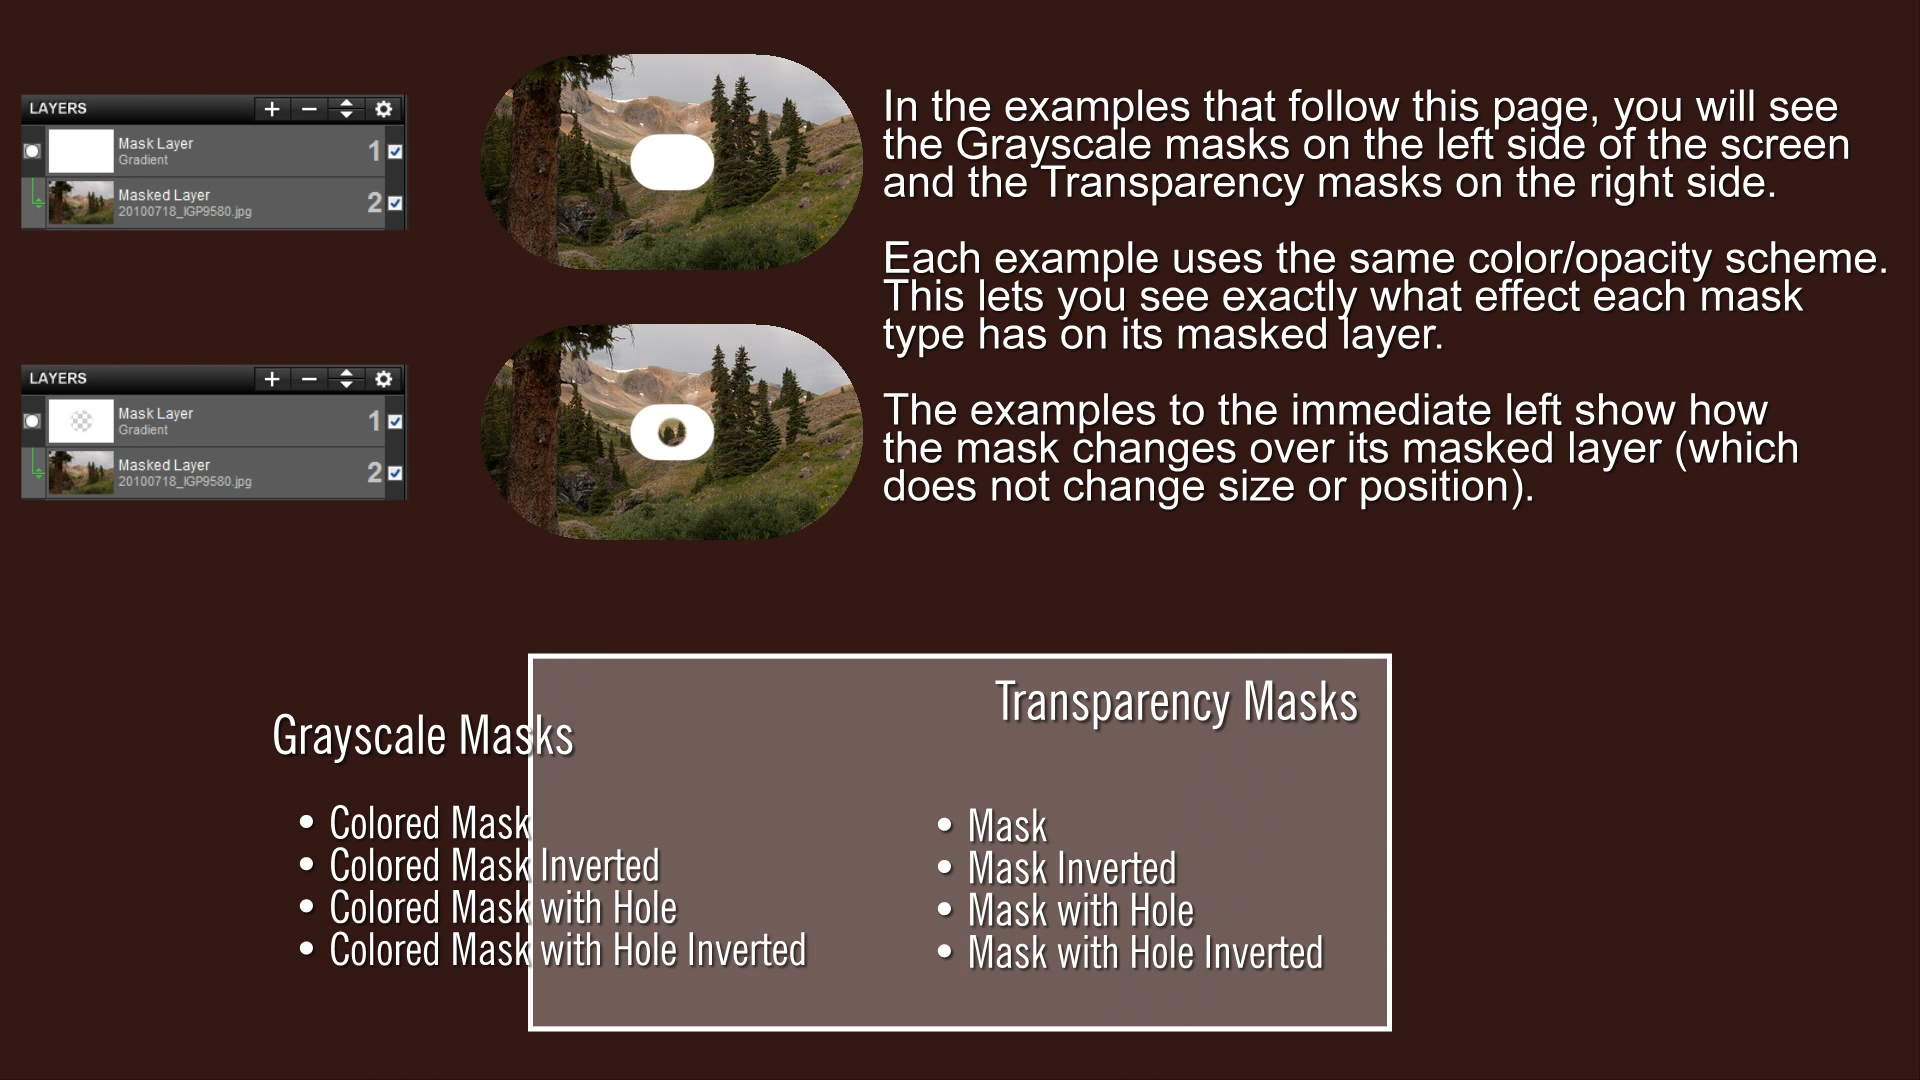 LAYERS
Mask Layer
Gradient
1
Masked Layer
20100718_IGP9580.jpg
2
LAYERS
Mask Layer
Gradient
1
Masked Layer
20100718_IGP9580.jpg
2
In the examples that follow this page, you will see
the Grayscale masks on the left side of the screen
and the Transparency masks on the right side.
Each example uses the same color/opacity scheme.
This lets you see exactly what effect each mask
type has on its masked layer.
The examples to the immediate left show how
the mask changes over its masked layer (which
does not change size or position).
Grayscale Masks
• Colored Mask
• Colored Mask Inverted
• Colored Mask with Hole
• Colored Mask with Hole Inverted
Transparency Masks
• Mask
• Mask Inverted
• Mask with Hole
• Mask with Hole Inverted